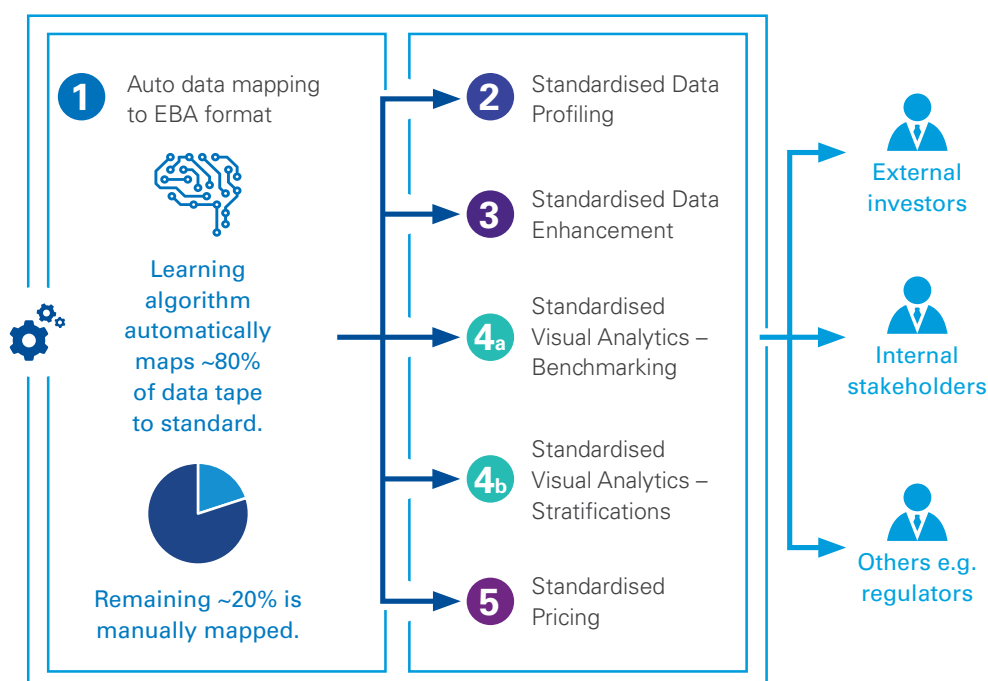 1
Auto data mapping
to EBA format
Learning
algorithm
automatically
maps ~80%
of data tape
to standard.
Remaining ~20% is
manually mapped.
2
Standardised Data
Profiling
3
Standardised Data
Enhancement
4a
Standardised
Visual Analytics –
Benchmarking
4b
Standardised
Visual Analytics –
Stratifications
5
Standardised
Pricing
External
investors
Internal
stakeholders
Others e.g.
regulators